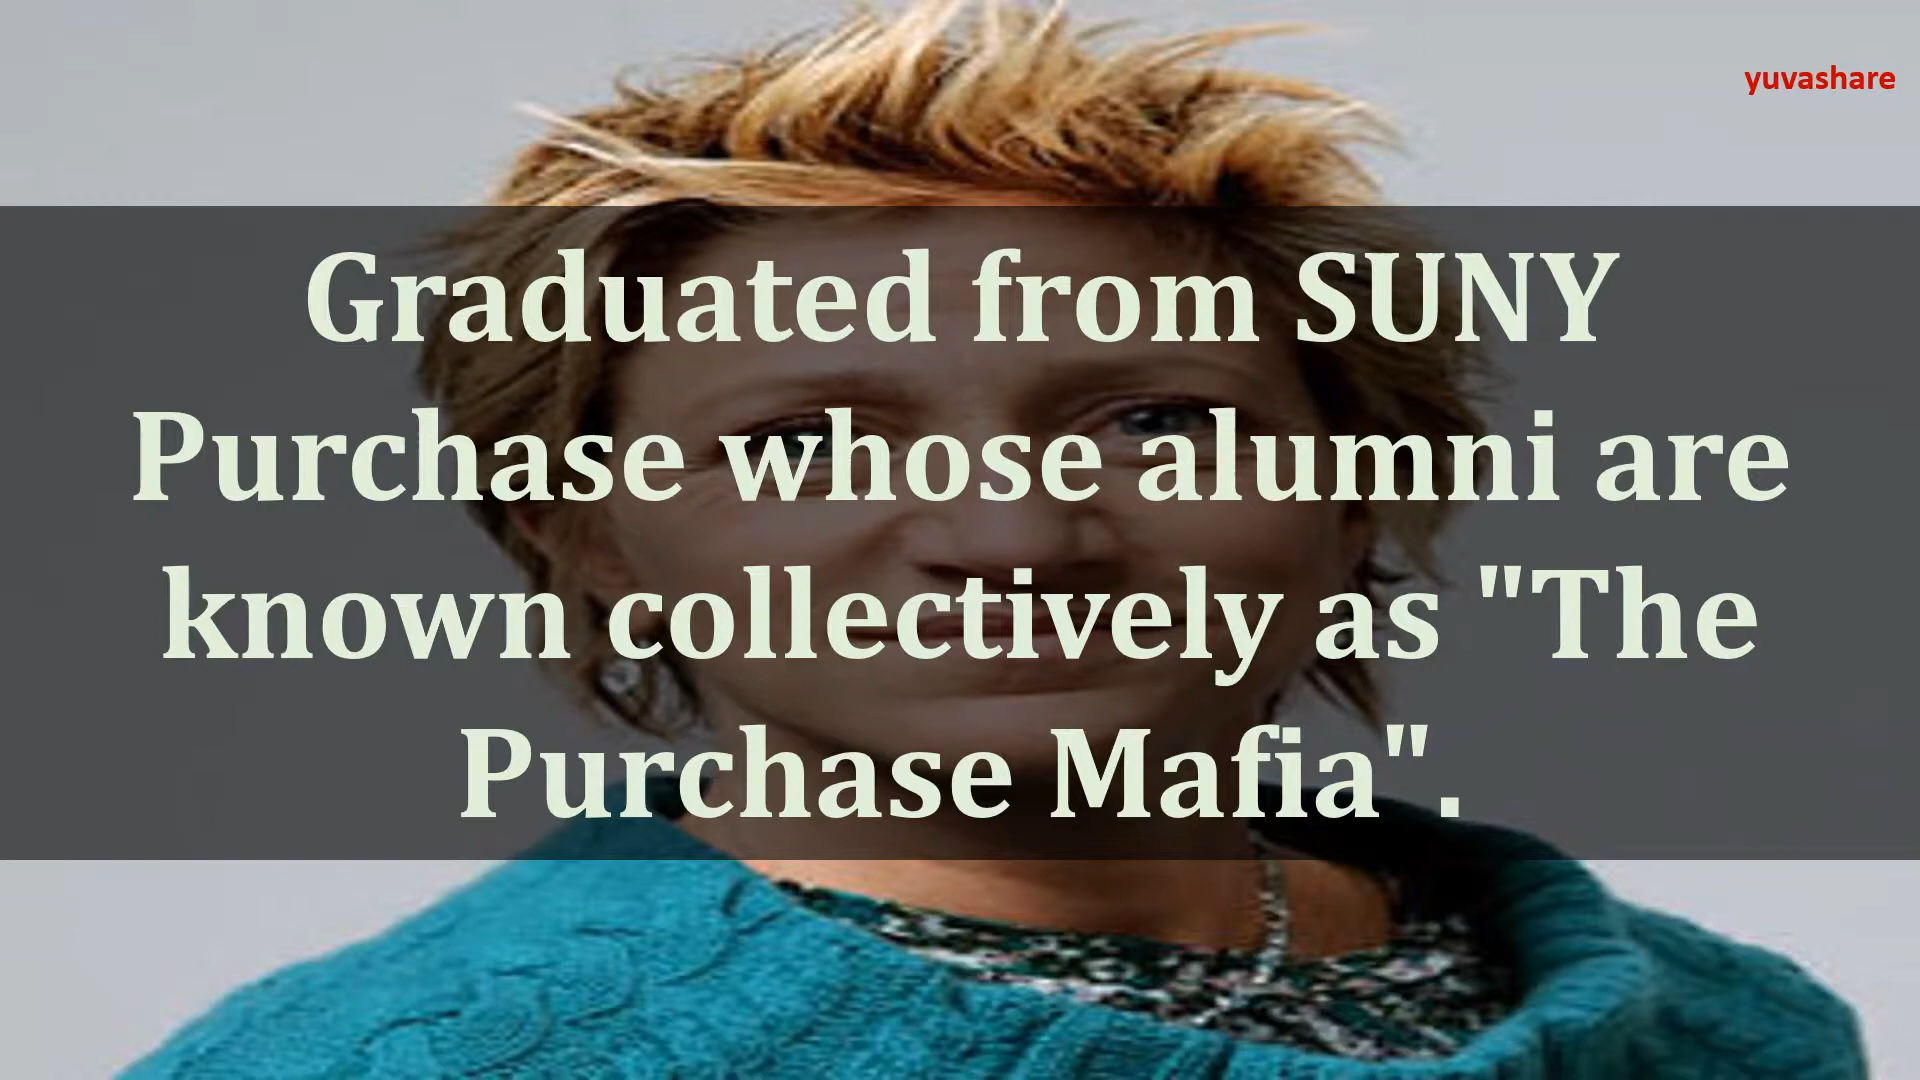 yuvashare
Graduated from SUNY
Purchase whose alumni are
known collectively as "The
Purchase Mafia".